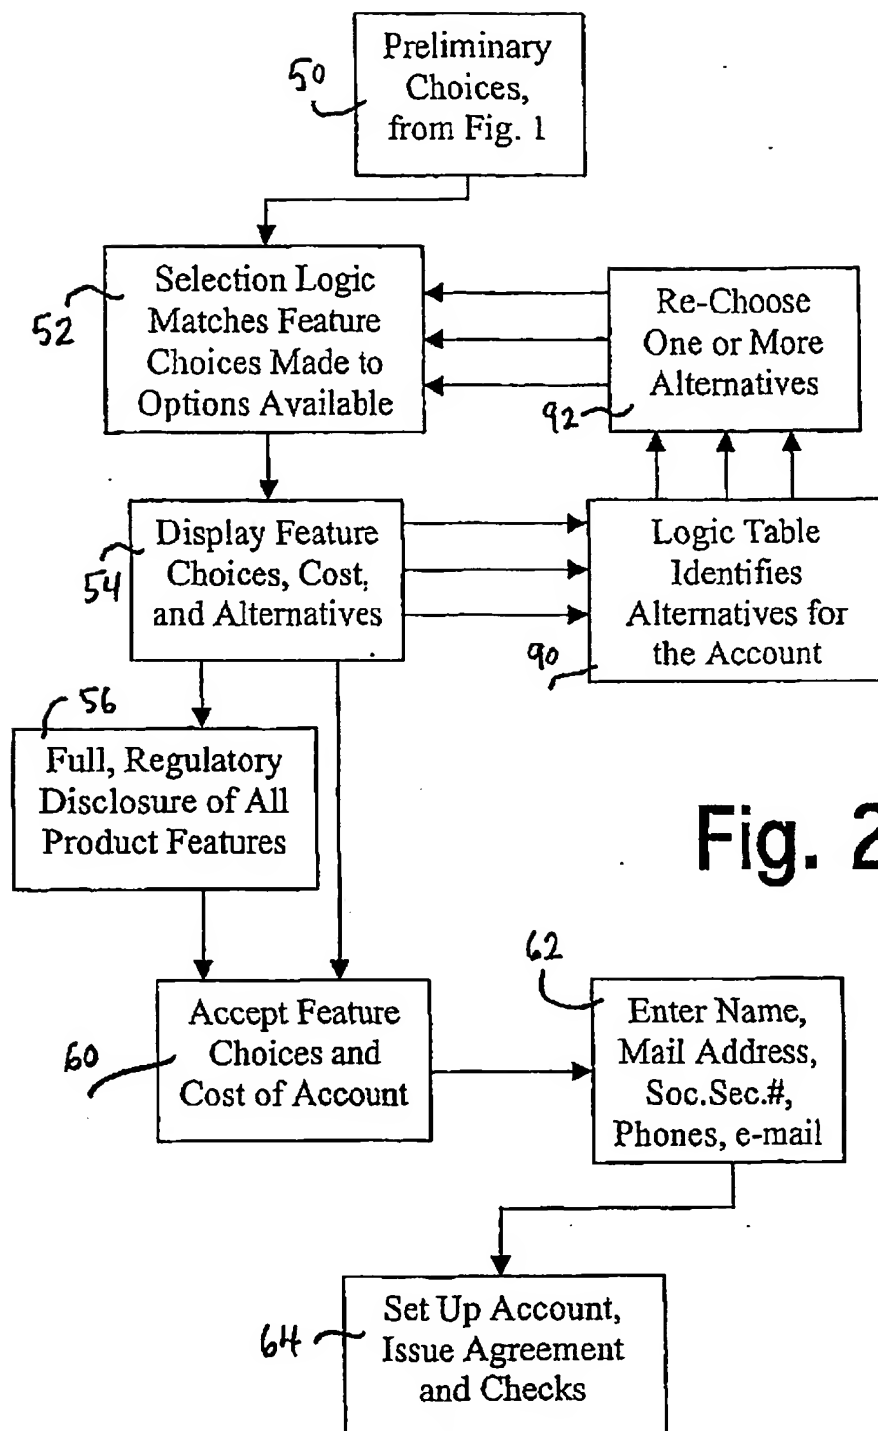 50
Preliminary
Choices,
from Fig. 1
52
Selection Logic
Matches Feature
Choices Made to
Options Available
Re-Choose
One or More
Alternatives
92
54
Display Feature
Choices, Cost,
and Alternatives
Logic Table
Identifies
Alternatives for
the Account
90
56
Full, Regulatory
Disclosure of All
Product Features
Fig. 2
60
Accept Feature
Choices and
Cost of Account
62
Enter Name,
Mail Address,
Soc.Sec.#,
Phones, e-mail
64
Set Up Account,
Issue Agreement
and Checks